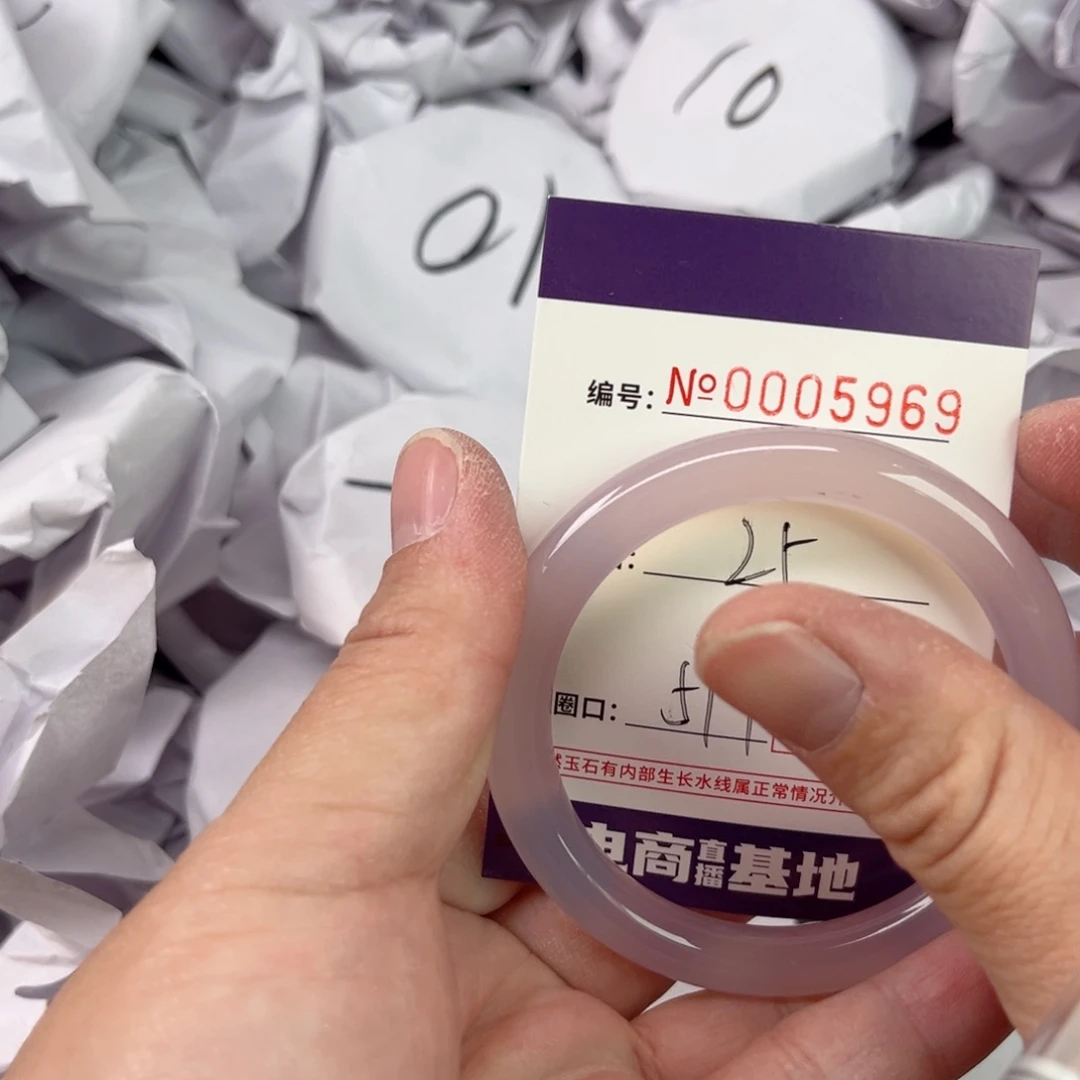 10
01
编号: №0005969
: 25
圈口:
玉石有内部生长水线属正常情况
电商直播基地